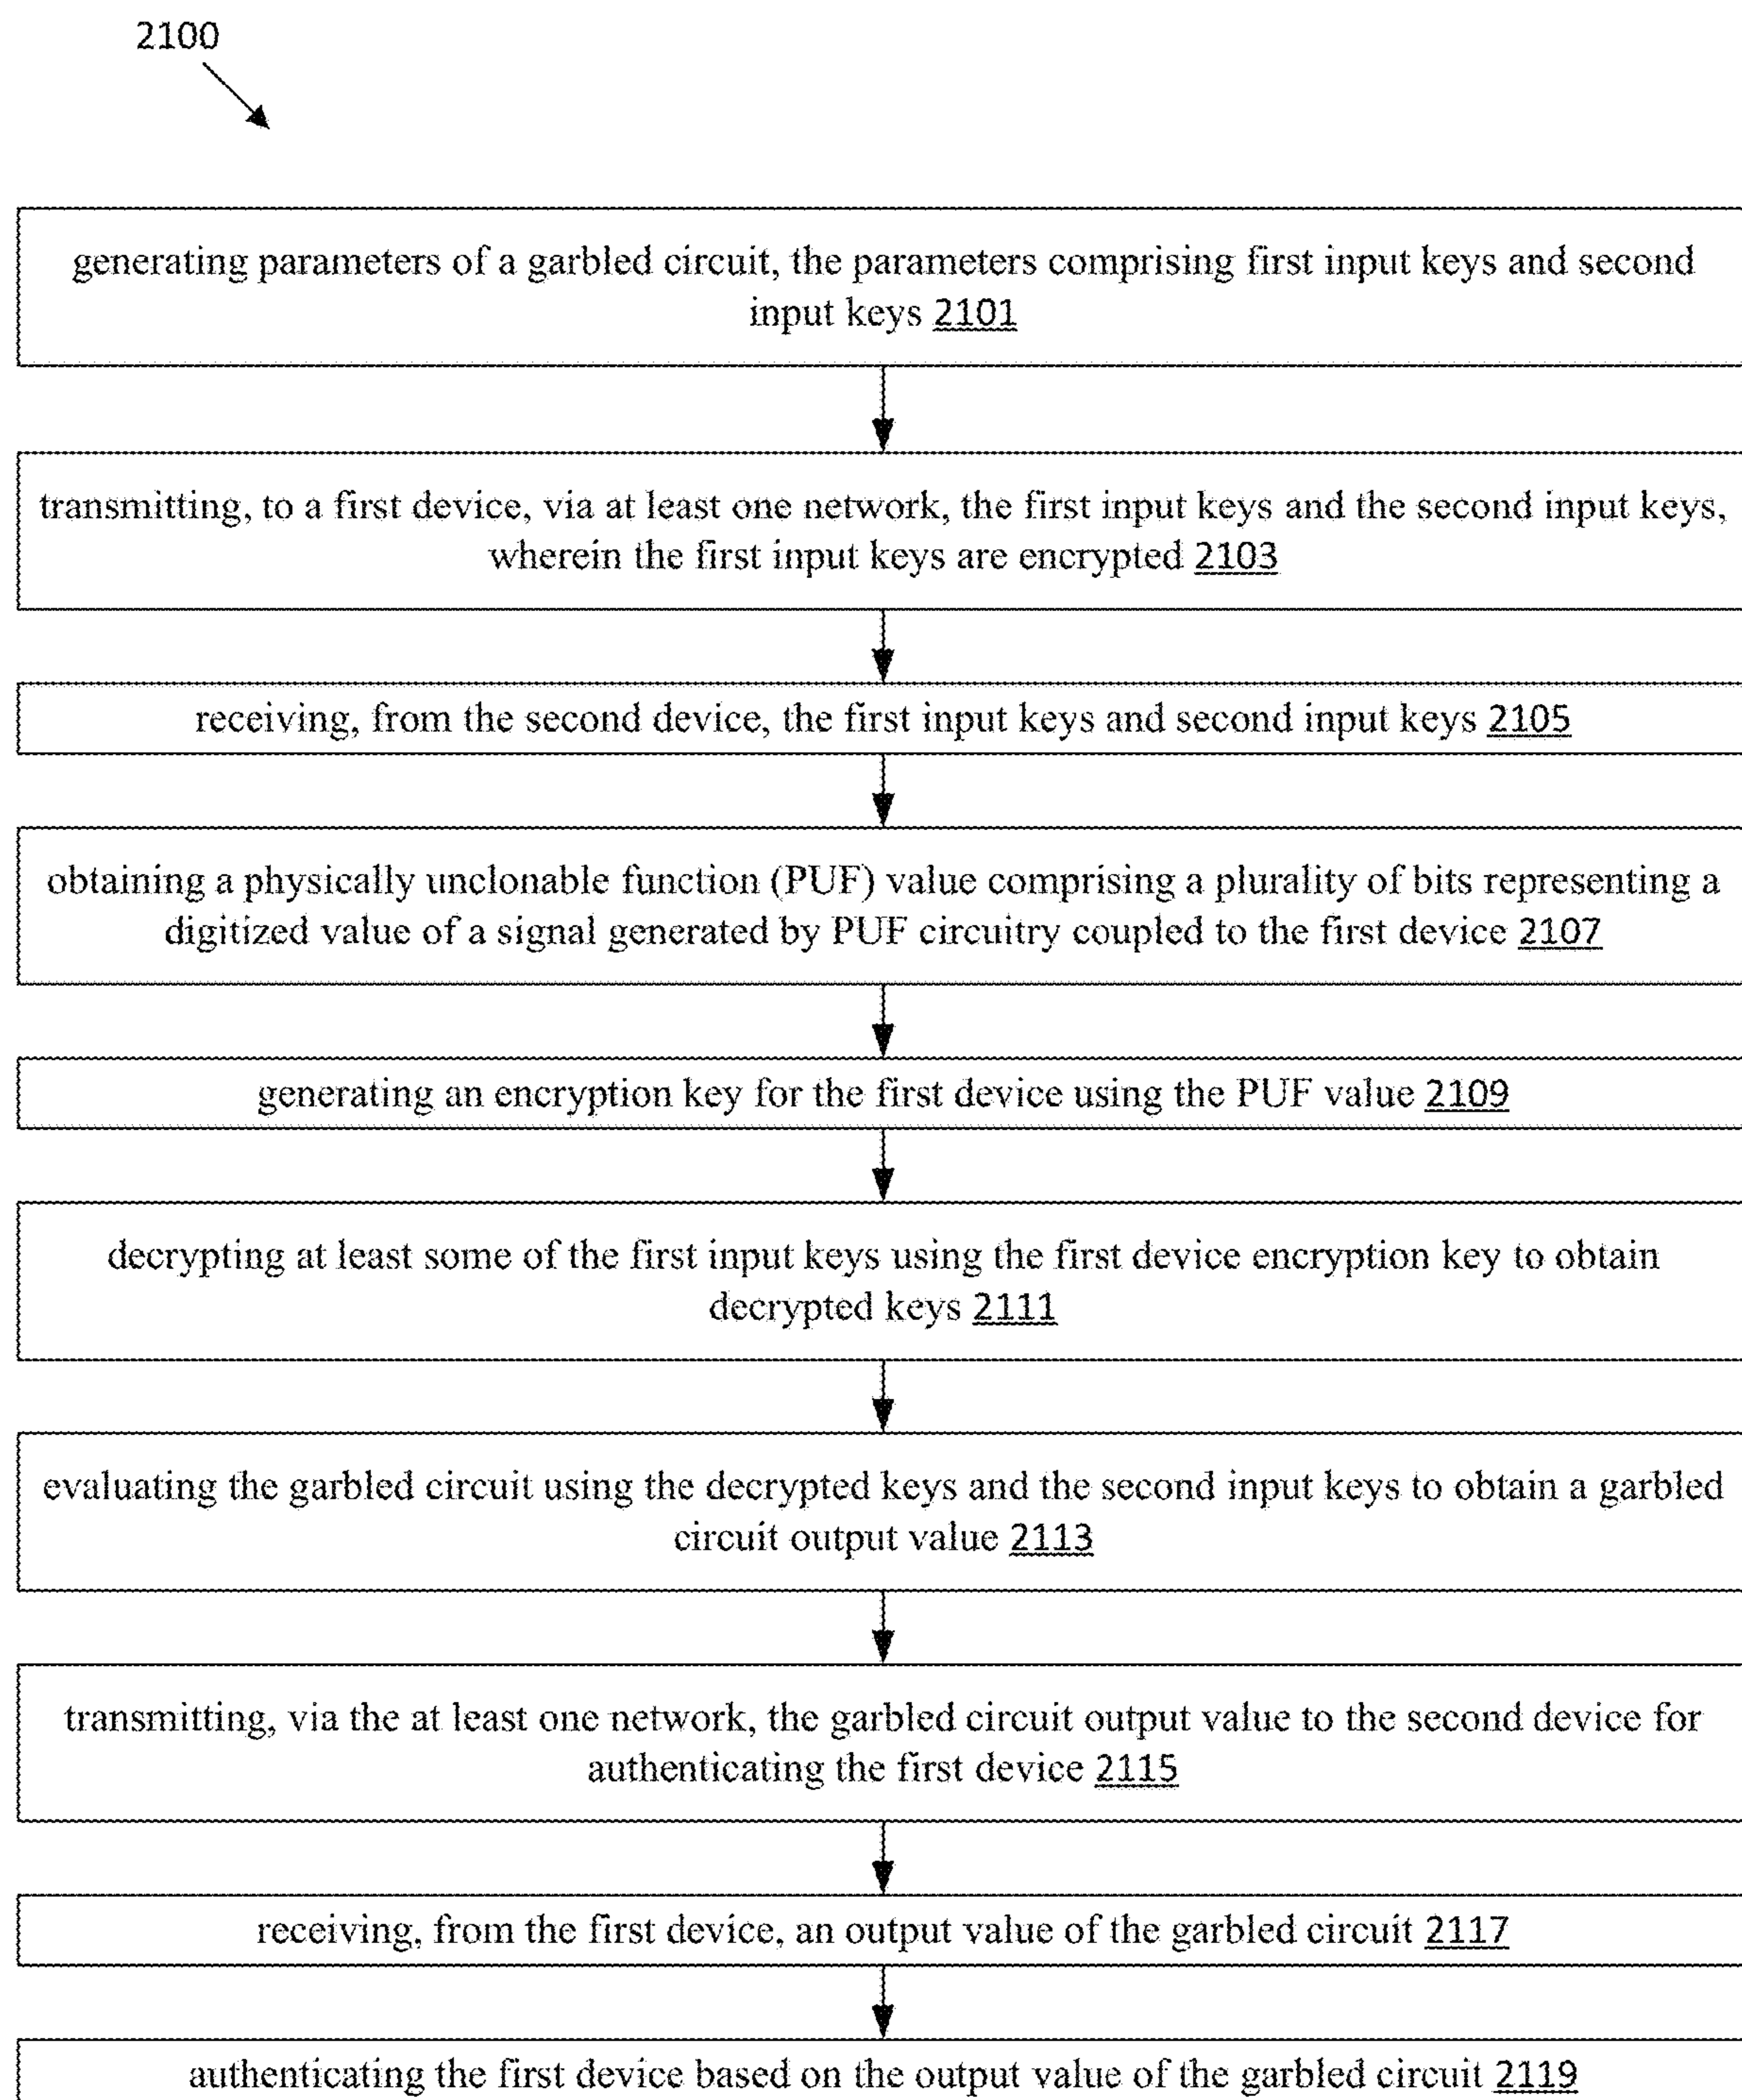 2100
generating parameters of a garbled circuit, the parameters comprising first input keys and second
input keys 2101
transmitting, to a first device, via at least one network, the first input keys and the second input keys,
wherein the first input keys are encrypted 2103
receiving, from the second device, the first input keys and second input keys 2105
obtaining a physically unclonable function (PUF) value comprising a plurality of bits representing a
digitized value of a signal generated by PUF circuitry coupled to the first device 2107
generating an encryption key for the first device using the PUF value 2109
decrypting at least some of the first input keys using the first device encryption key to obtain
decrypted keys 2111
evaluating the garbled circuit using the decrypted keys and the second input keys to obtain a garbled
circuit output value 2113
transmitting, via the at least one network, the garbled circuit output value to the second device for
authenticating the first device 2115
receiving, from the first device, an output value of the garbled circuit 2117
authenticating the first device based on the output value of the garbled circuit 2119